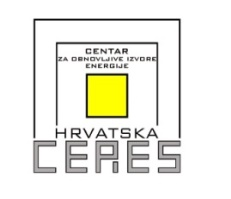 CENTAR
ZA OBNOVLJIVE IZVORE
ENERGIJE
HRVATSKA
CERES